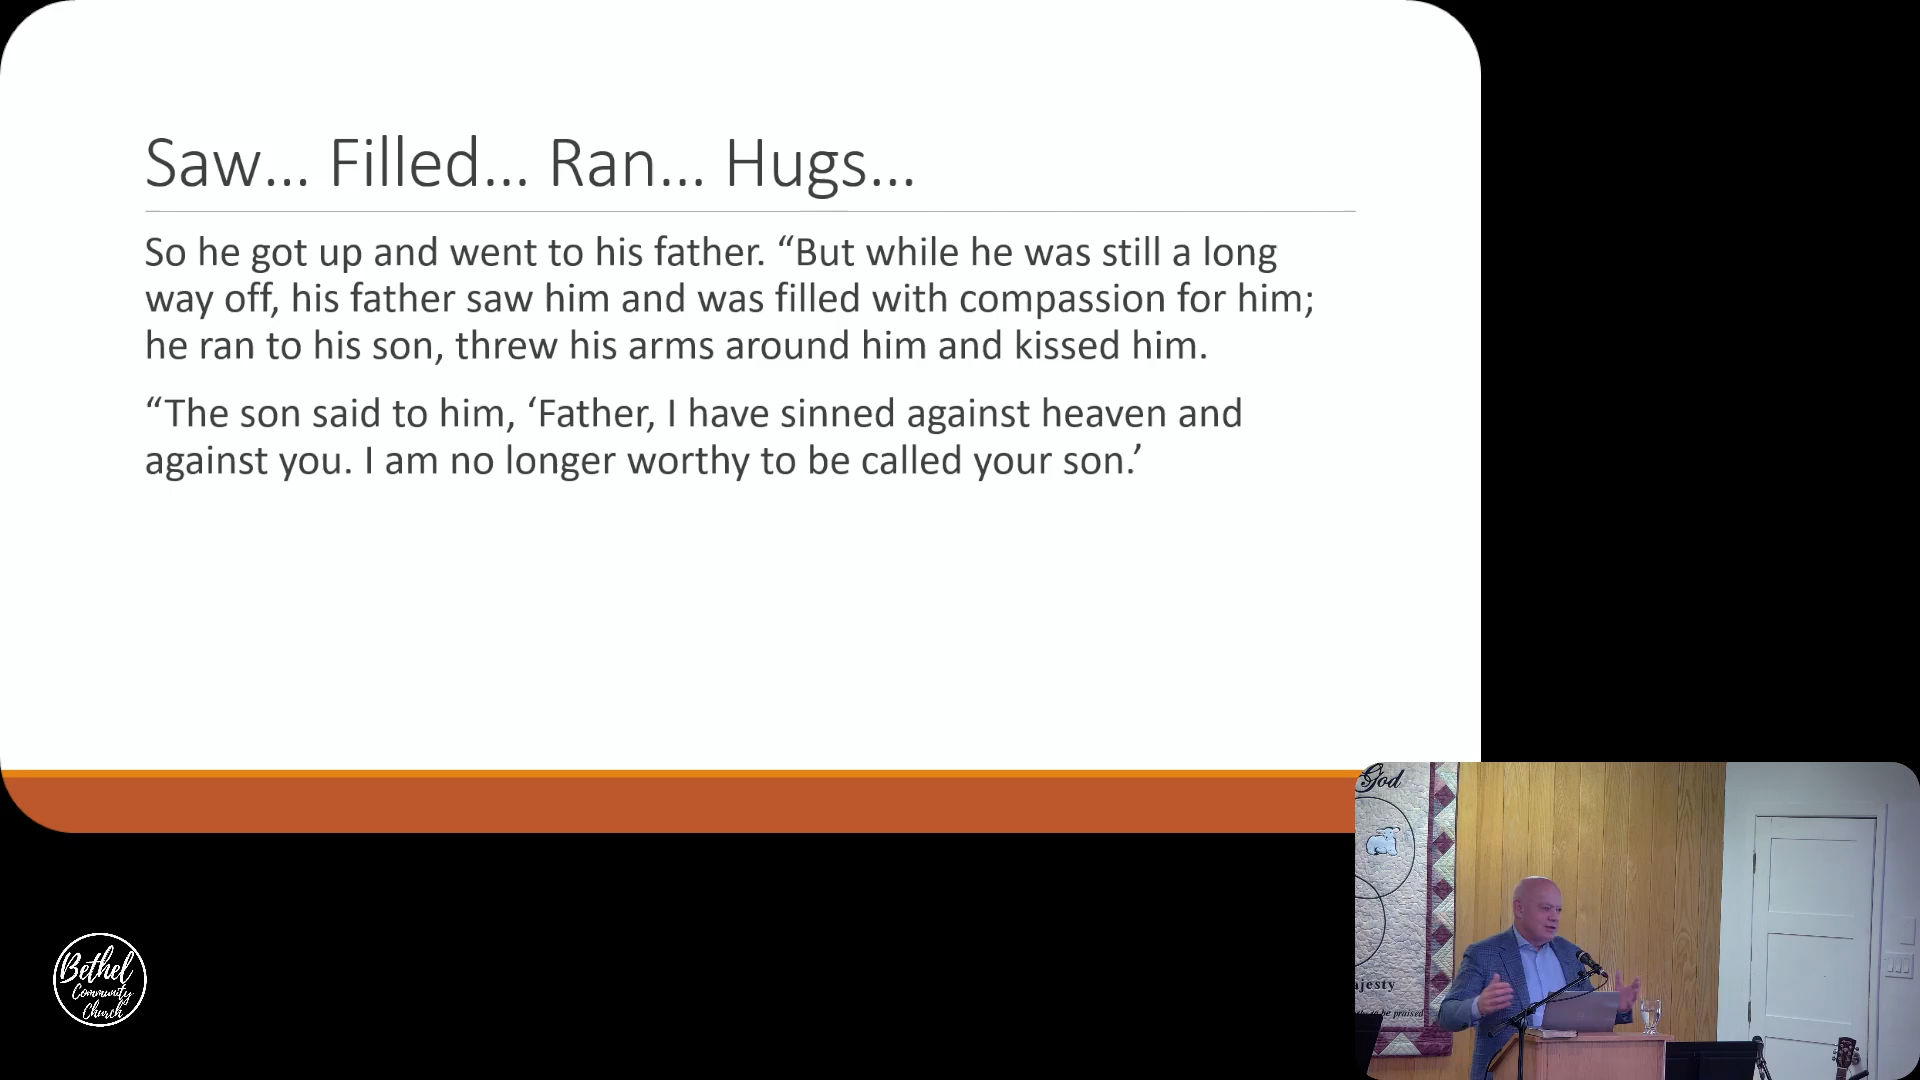 Saw... Filled... Ran... Hugs...
So he got up and went to his father. “But while he was still a long
way off, his father saw him and was filled with compassion for him;
he ran to his son, threw his arms around him and kissed him.
“The son said to him, ‘Father, I have sinned against heaven and
against you. I am no longer worthy to be called your son.’
God
ajesty
to be praised
Bethel
Community
Church